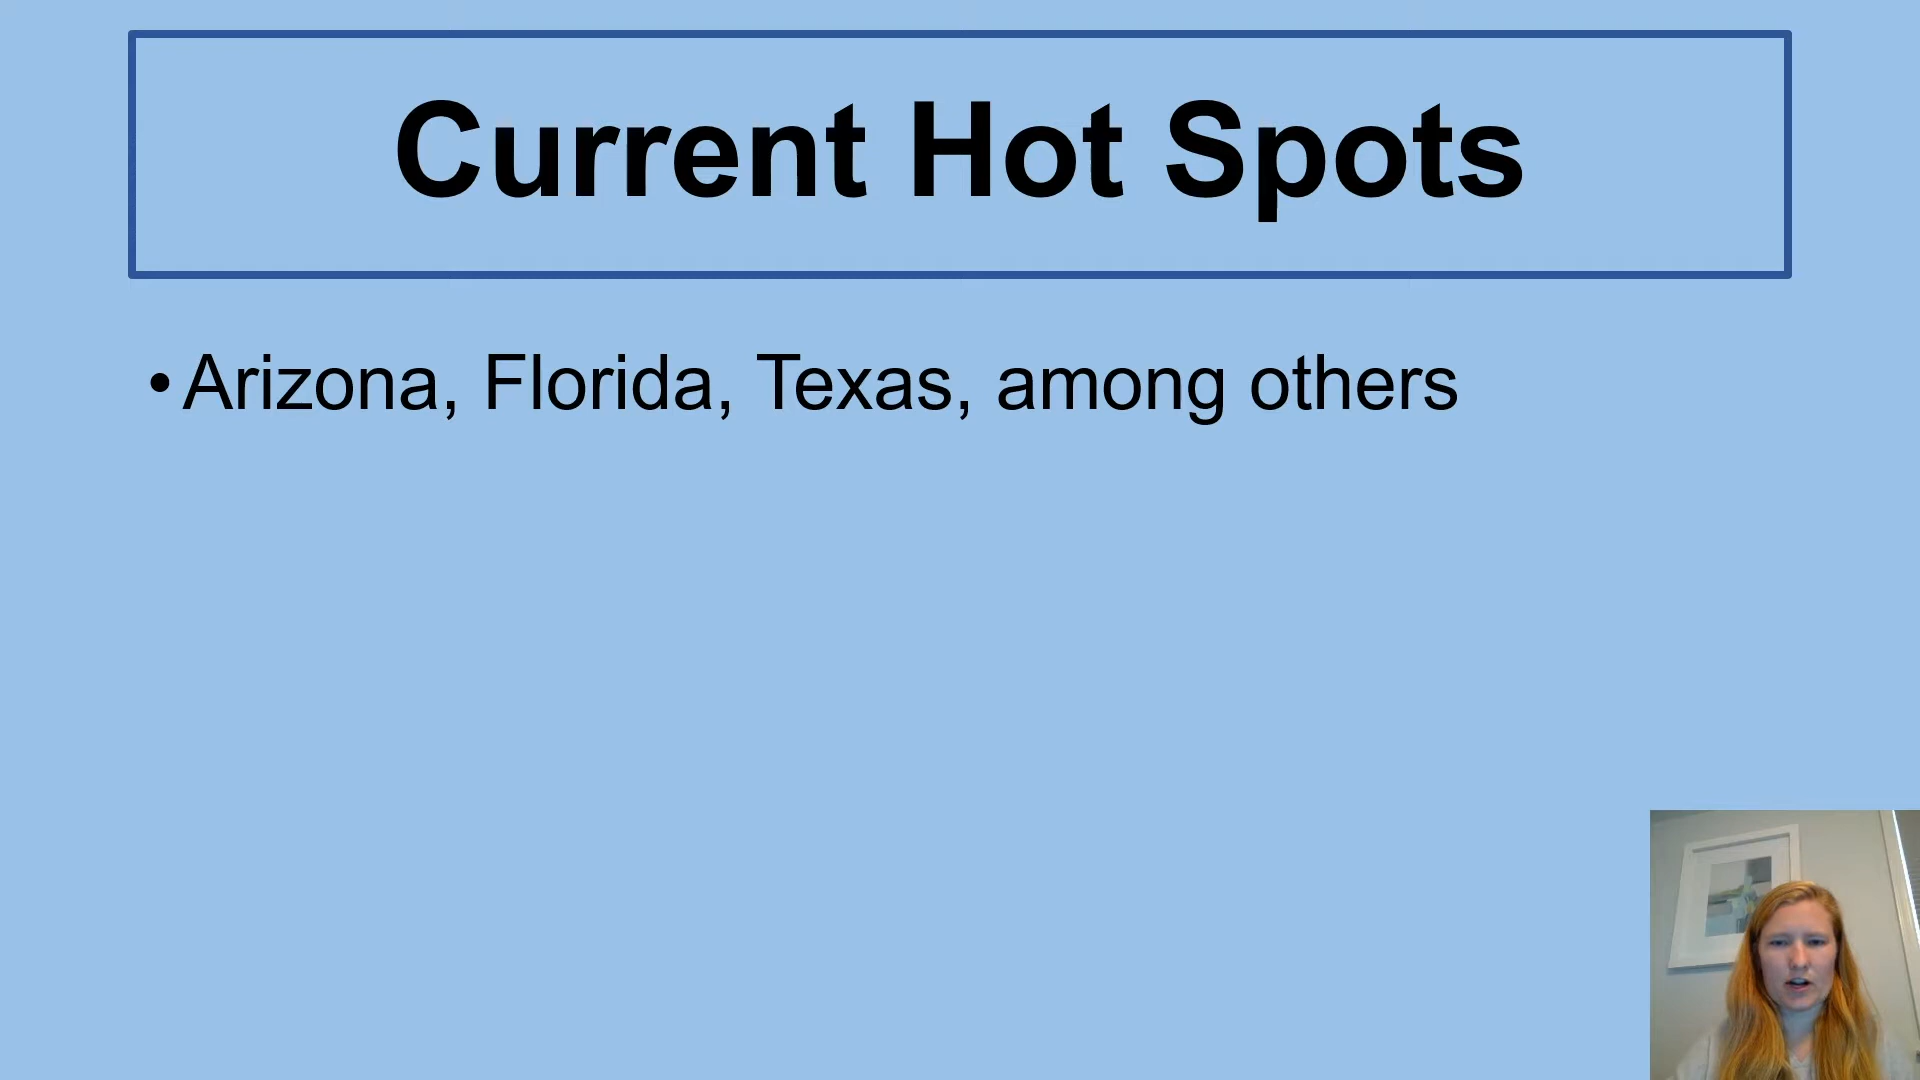 Current Hot Spots
•Arizona, Florida, Texas, among others